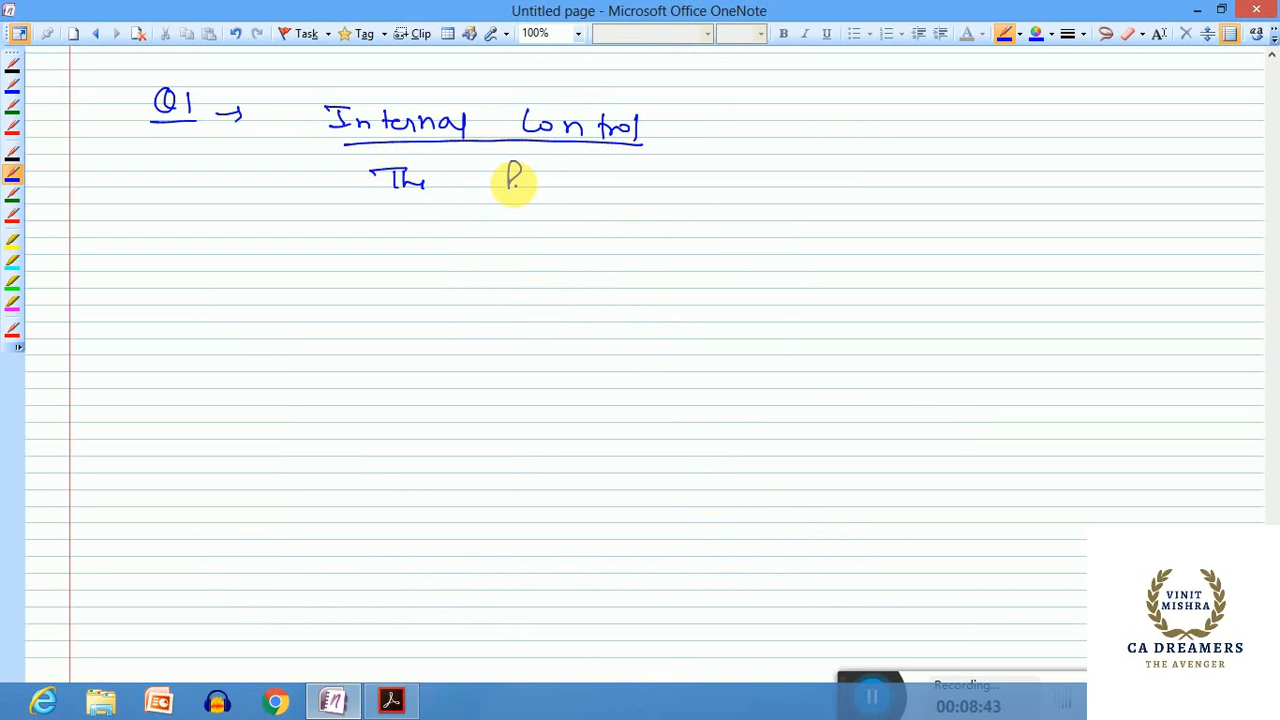 Untitled page - Microsoft Office OneNote
Task Tag Clip 100% B I U
Q1 → Internal Control
The P
VINIT
MISHRA
CA DREAMERS
THE AVENGER
Recording...
00:08:43